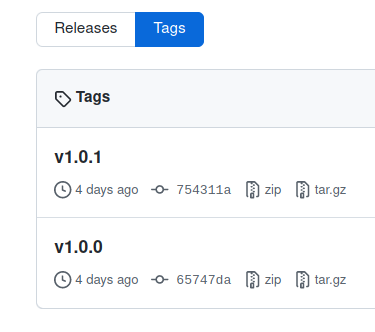 Releases Tags
Tags
v1.0.1
4 days ago 754311a zip tar.gz
v1.0.0
4 days ago 65747da zip tar.gz